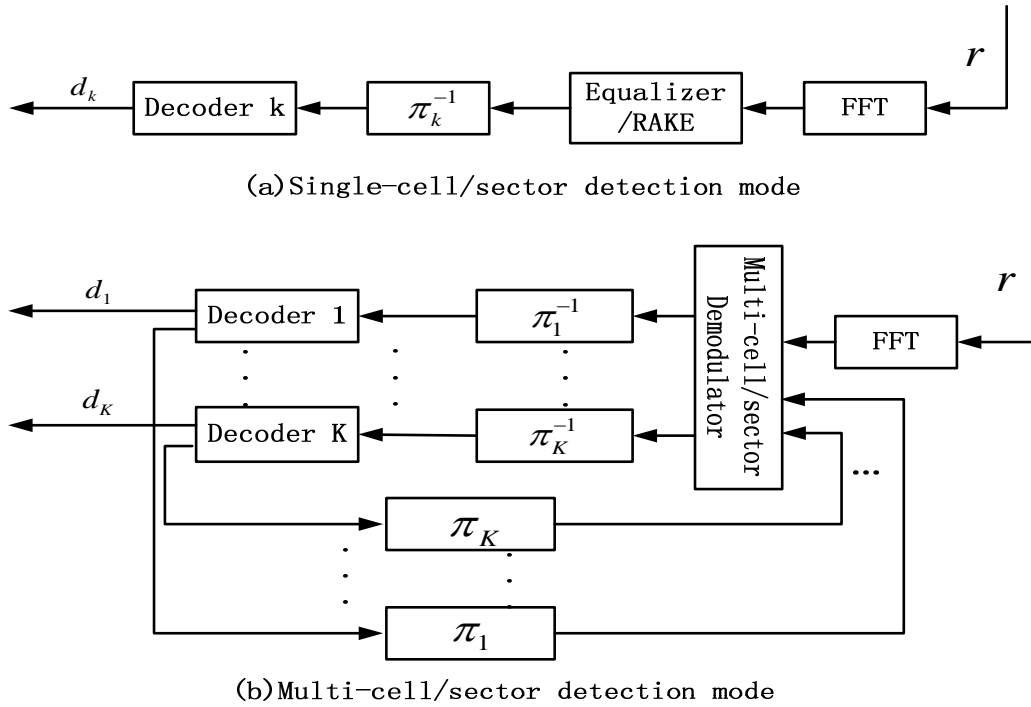 r
d_k
Decoder k
π_k^{-1}
Equalizer
/RAKE
FFT
(a)Single-cell/sector detection mode
d_1
Decoder 1
π_1^{-1}
Multi-cell/sector
Demodulator
FFT
r
d_K
Decoder K
π_K^{-1}
...
π_K
π_1
(b)Multi-cell/sector detection mode